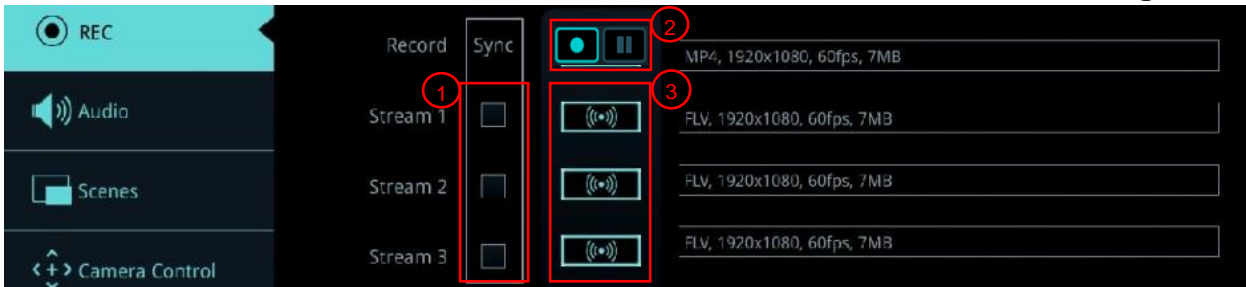 REC
Record
Sync
2
MP4, 1920x1080, 60fps, 7MB
Audio
1
3
Stream 1
FLV, 1920x1080, 60fps, 7MB
Scenes
Stream 2
FLV, 1920x1080, 60fps, 7MB
Camera Control
Stream 3
FLV, 1920x1080, 60fps, 7MB